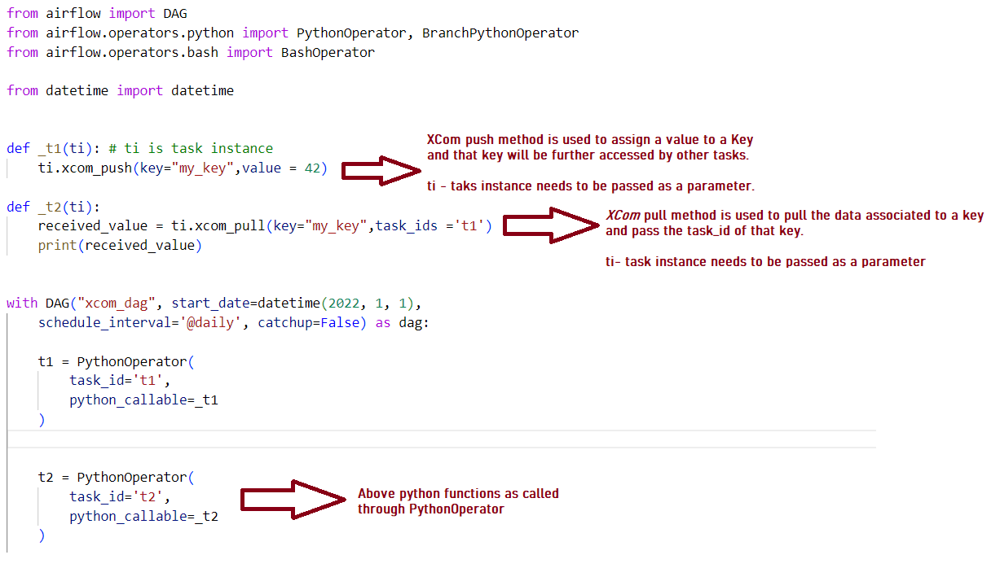 from airflow import DAG
from airflow.operators.python import PythonOperator, BranchPythonOperator
from airflow.operators.bash import BashOperator
from datetime import datetime
def _t1(ti): # ti is task instance
ti.xcom_push(key="my_key",value = 42)
XCom push method is used to assign a value to a Key
and that key will be further accessed by other tasks.
ti - taks instance needs to be passed as a parameter.
def _t2(ti):
received_value = ti.xcom_pull(key="my_key",task_ids ='t1')
print(received_value)
XCom pull method is used to pull the data associated to a key
and pass the task_id of that key.
ti- task instance needs to be passed as a parameter
with DAG("xcom_dag", start_date=datetime(2022, 1, 1),
schedule_interval='@daily', catchup=False) as dag:
t1 = PythonOperator(
task_id='t1',
python_callable=_t1
)
t2 = PythonOperator(
task_id='t2',
python_callable=_t2
)
Above python functions as called
through PythonOperator